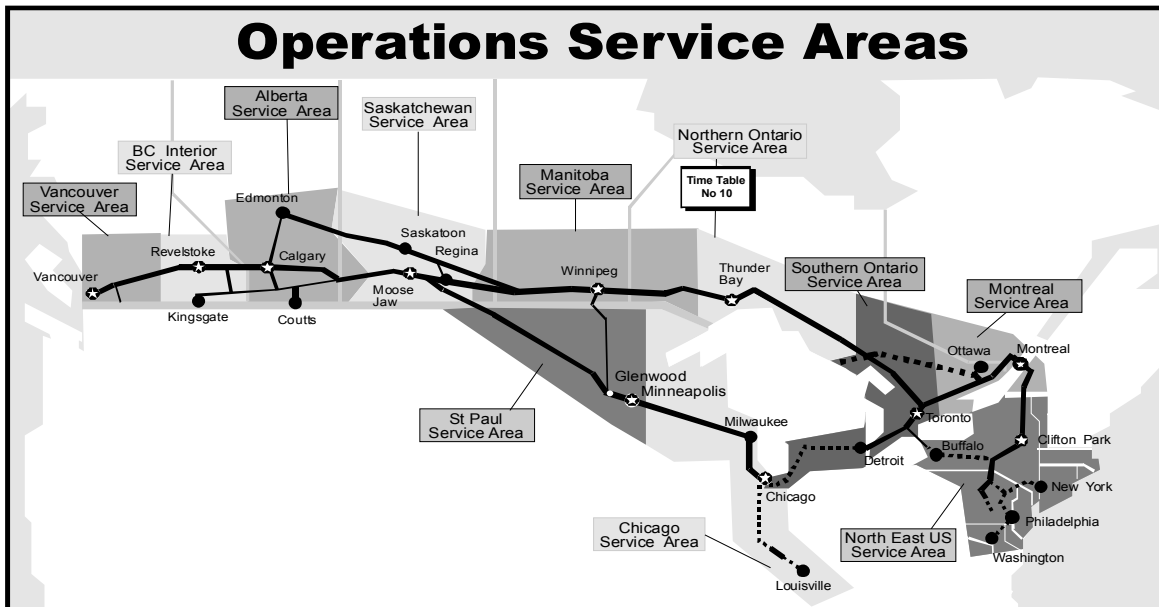 Operations Service Areas
Alberta
Service Area
Saskatchewan
Service Area
BC Interior
Service Area
Northern Ontario
Service Area
Time Table
No 10
Manitoba
Service Area
Vancouver
Service Area
Edmonton
Saskatoon
Revelstoke
Calgary
Regina
Winnipeg
Thunder
Bay
Southern Ontario
Service Area
Montreal
Service Area
Vancouver
Moose
Jaw
Kingsgate
Coutts
Ottawa
Montreal
Glenwood
Minneapolis
St Paul
Service Area
Milwaukee
Toronto
Buffalo
Clifton Park
Detroit
Chicago
New York
Philadelphia
Chicago
Service Area
North East US
Service Area
Washington
Louisville